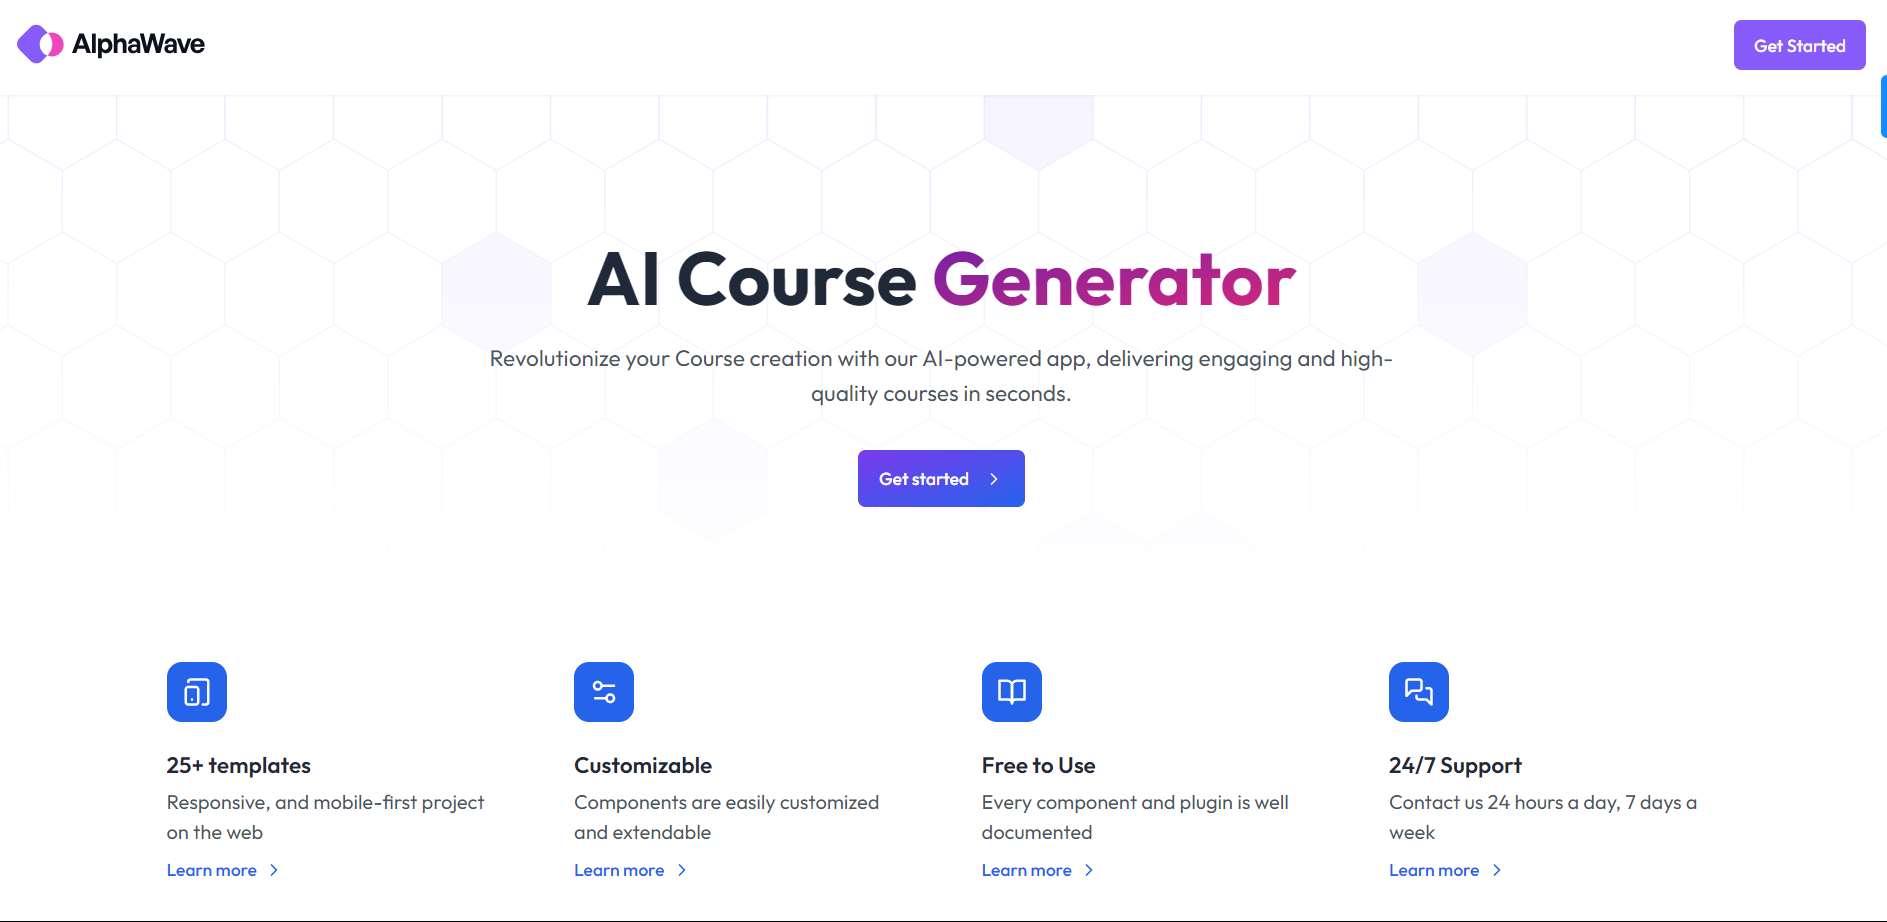 AlphaWave
Get Started
AI Course Generator
Revolutionize your Course creation with our AI-powered app, delivering engaging and high-
quality courses in seconds.
Get started
25+ templates
Responsive, and mobile-first project
on the web
Learn more
Customizable
Components are easily customized
and extendable
Learn more
Free to Use
Every component and plugin is well
documented
Learn more
24/7 Support
Contact us 24 hours a day, 7 days a
week
Learn more